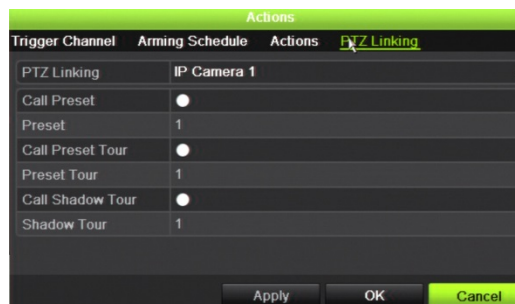 Actions
Trigger Channel Arming Schedule Actions PTZ Linking
PTZ Linking IP Camera 1
Call Preset
Preset 1
Call Preset Tour
Preset Tour 1
Call Shadow Tour
Shadow Tour 1
Apply OK Cancel